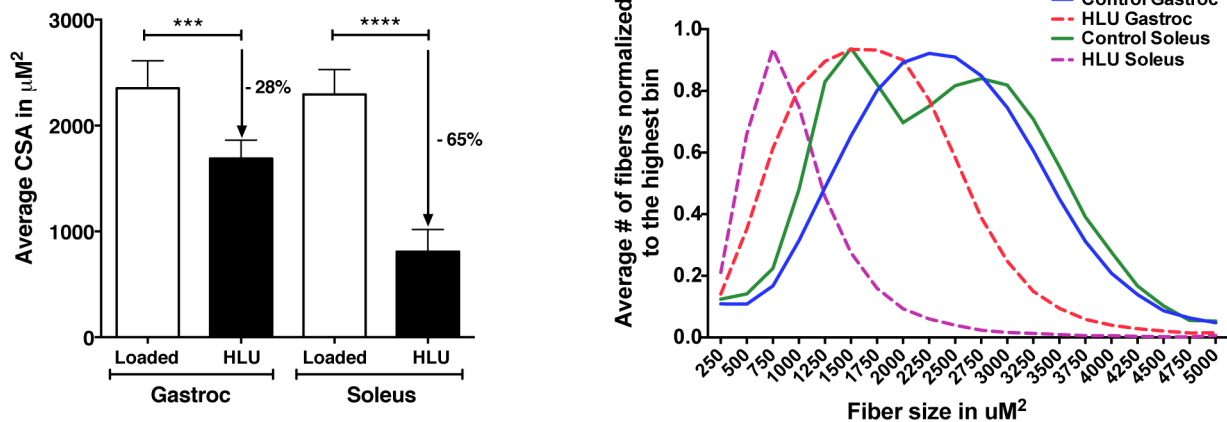 Average CSA in µM²
3000
2000
1000
0
***
****
- 28%
- 65%
Loaded
HLU
Loaded
HLU
Gastroc
Soleus
Average # of fibers normalized
to the highest bin
1.0
0.8
0.6
0.4
0.2
0.0
Control Gastroc
HLU Gastroc
Control Soleus
HLU Soleus
250
500
750
1000
1250
1500
1750
2000
2250
2500
2750
3000
3250
3500
3750
4000
4250
4500
4750
5000
Fiber size in uM²